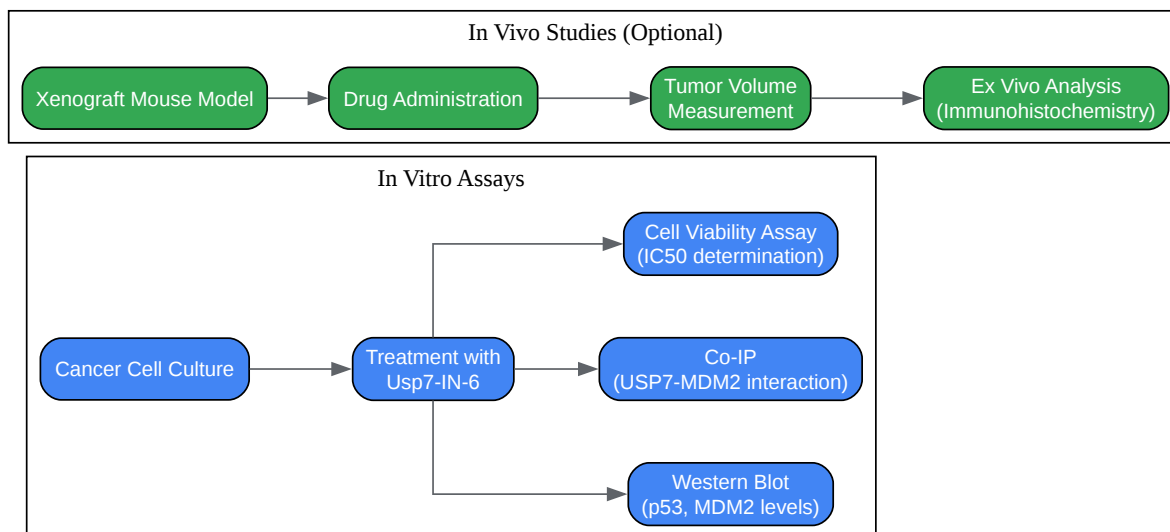 In Vivo Studies (Optional)
Xenograft Mouse Model
Drug Administration
Tumor Volume
Measurement
Ex Vivo Analysis
(Immunohistochemistry)
In Vitro Assays
Cancer Cell Culture
Treatment with
Usp7-IN-6
Cell Viability Assay
(IC50 determination)
Co-IP
(USP7-MDM2 interaction)
Western Blot
(p53, MDM2 levels)